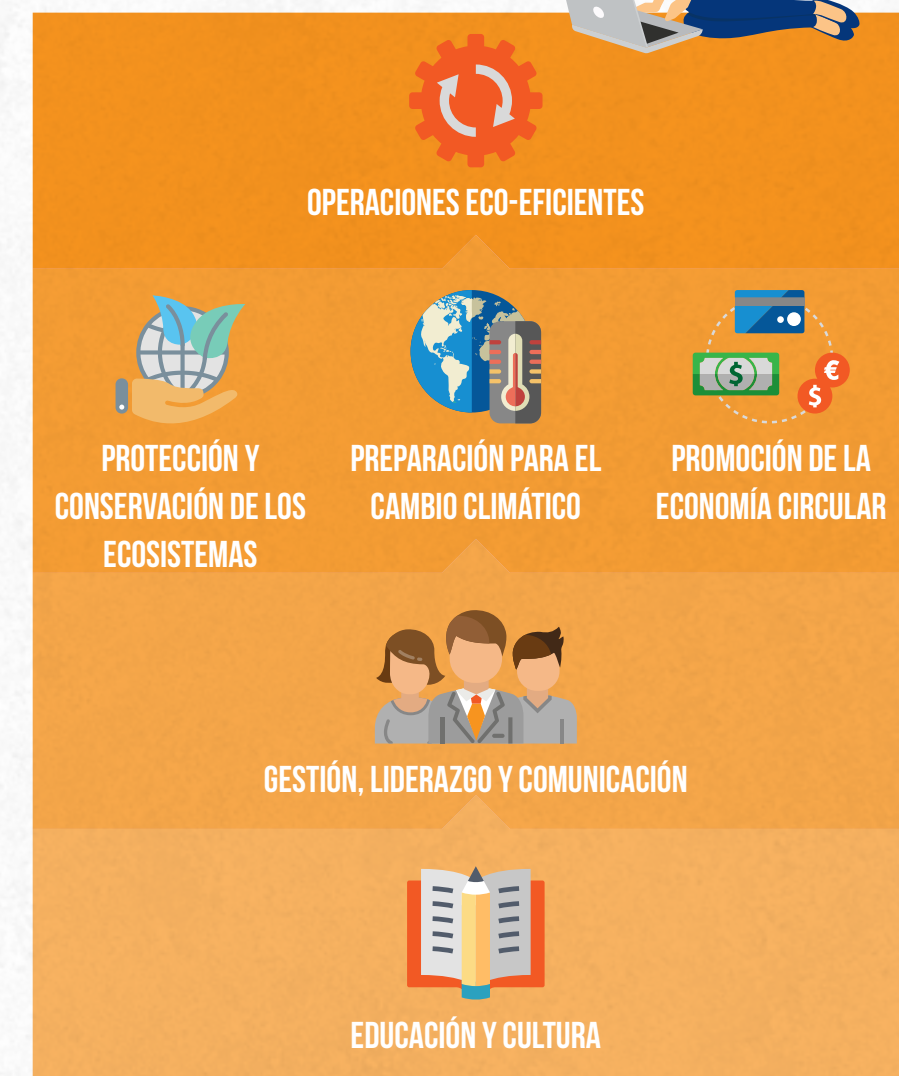 OPERACIONES ECO-EFICIENTES
PROTECCIÓN Y
CONSERVACIÓN DE LOS
ECOSISTEMAS
PREPARACIÓN PARA EL
CAMBIO CLIMÁTICO
PROMOCIÓN DE LA
ECONOMÍA CIRCULAR
$
€
$
GESTIÓN, LIDERAZGO Y COMUNICACIÓN
EDUCACIÓN Y CULTURA